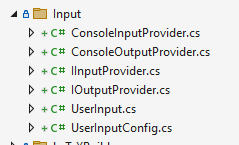 Input
C# ConsoleInputProvider.cs
C# ConsoleOutputProvider.cs
C# IInputProvider.cs
C# IOutputProvider.cs
C# UserInput.cs
C# UserInputConfig.cs